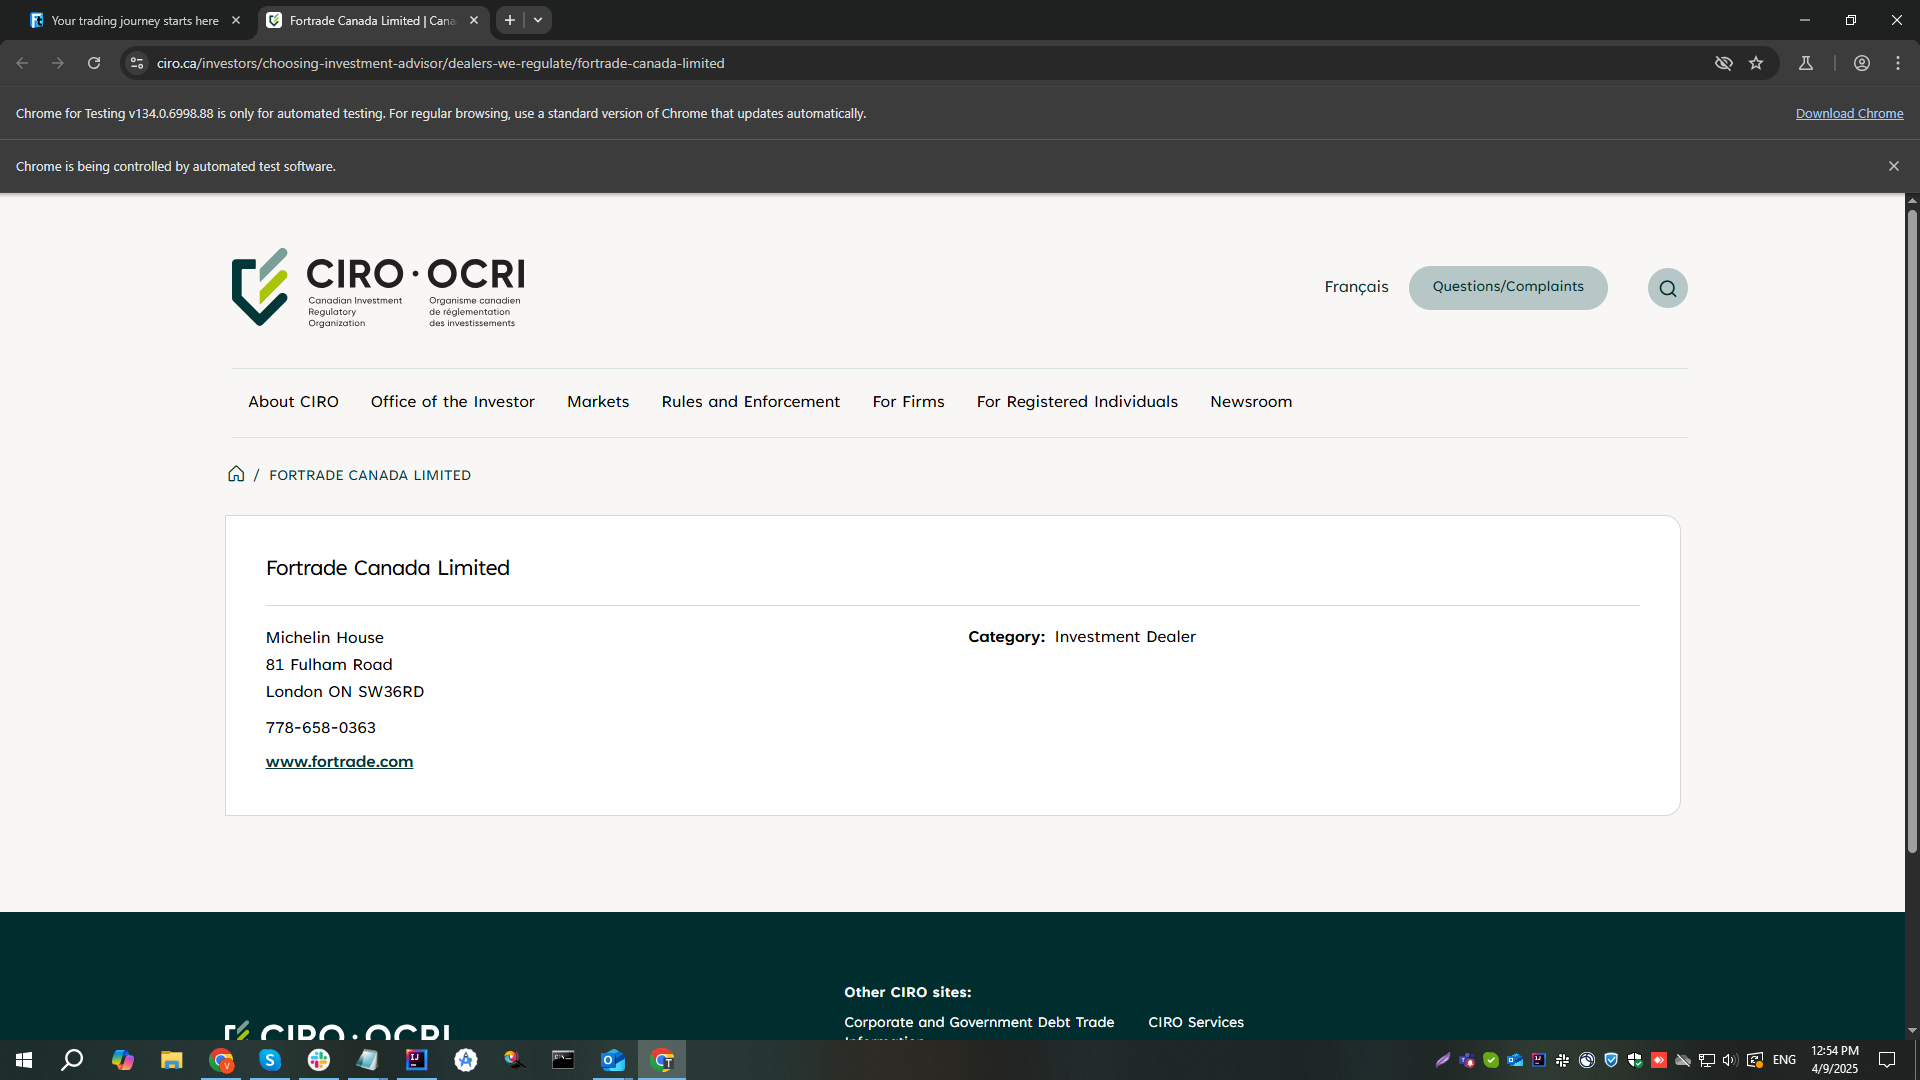 Your trading journey starts here
Fortrade Canada Limited | Cana
ciro.ca/investors/choosing-investment-advisor/dealers-we-regulate/fortrade-canada-limited
Chrome for Testing v134.0.6998.88 is only for automated testing. For regular browsing, use a standard version of Chrome that updates automatically.
Download Chrome
Chrome is being controlled by automated test software.
CIRO · OCRI
Canadian Investment
Regulatory
Organization
Organisme canadien
de réglementation
des investissements
Français
Questions/Complaints
About CIRO
Office of the Investor
Markets
Rules and Enforcement
For Firms
For Registered Individuals
Newsroom
/ FORTRADE CANADA LIMITED
Fortrade Canada Limited
Michelin House
81 Fulham Road
London ON SW36RD
778-658-0363
www.fortrade.com
Category: Investment Dealer
Other CIRO sites:
Corporate and Government Debt Trade
Information
CIRO Services
CIRO · OCRI
ENG
12:54 PM
4/9/2025